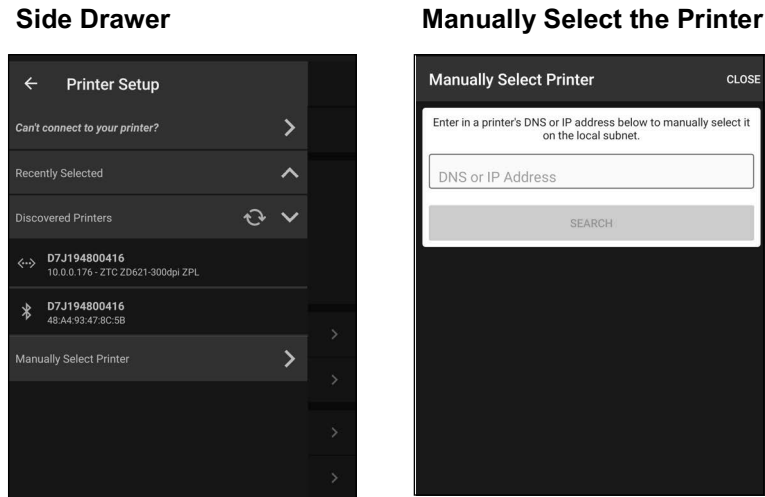 Side Drawer
Printer Setup
Can't connect to your printer?
Recently Selected
Discovered Printers
D7J194800416
10.0.0.176 - ZTC ZD621-300dpi ZPL
D7J194800416
48:A4:93:47:8C:5B
Manually Select Printer
Manually Select the Printer
Manually Select Printer
CLOSE
Enter in a printer's DNS or IP address below to manually select it
on the local subnet.
DNS or IP Address
SEARCH